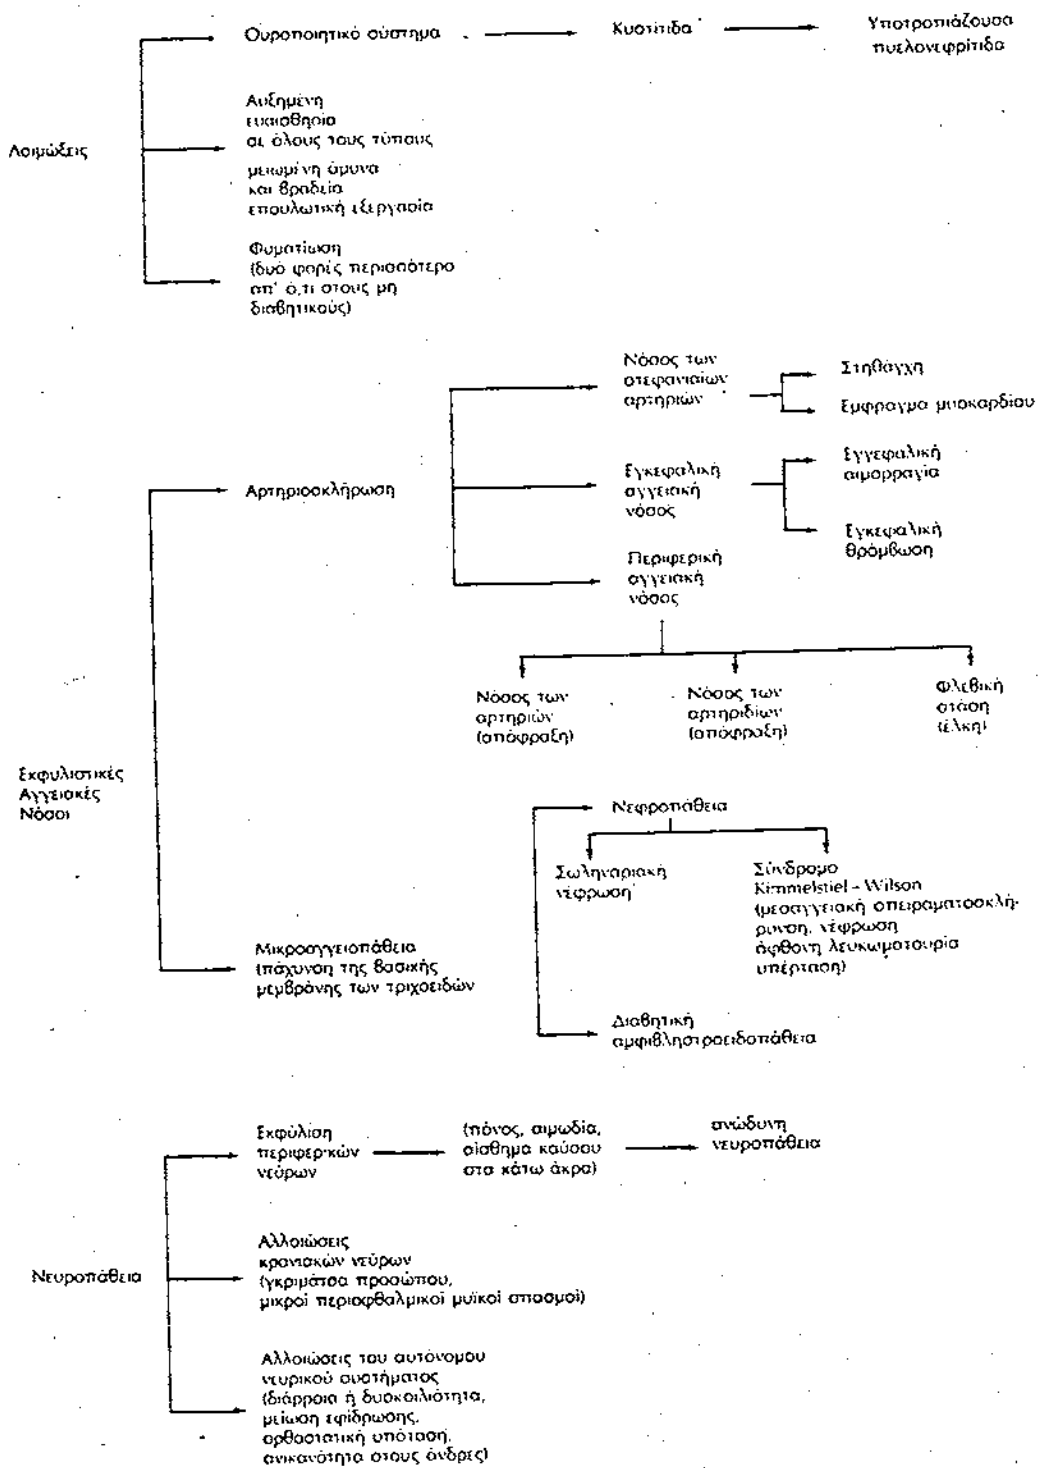 Ουροποιητικό σύστημα
Κυστίτιδα
Υποτροπιάζουσα
πυελονεφρίτιδα
Λοιμώξεις
Αυξημένη
ευαισθησία
σε όλους τους τύπους
μειωμένη άμυνα
και βραδεία
επουλωτική εξεργασία
Φυματίωση
(δυό φορές περισσότερο
απ' ό,τι στους μη
διαβητικούς)
Εκφυλιστικές
Αγγειακές
Νόσοι
Αρτηριοσκλήρωση
Νόσος των
στεφανιαίων
αρτηριών
Στηθάγχη
Έμφραγμα μυοκαρδίου
Εγκεφαλική
αγγειακή
νόσος
Εγγεφαλική
αιμορραγία
Εγκεφαλική
θρόμβωση
Περιφερική
αγγειακή
νόσος
Νόσος των
αρτηριών
(απόφραξη)
Νόσος των
αρτηριδίων
(απόφραξη)
Φλεβική
στάση
(έλκη)
Μικροαγγειοπάθεια
(πάχυνση της βασικής
μεμβράνης των τριχοειδών
Νεφροπάθεια
Σωληναριακή
νέφρωση
Σύνδρομο
Kimmelstiel – Wilson
(μεσαγγειακή σπειραματοσκλή-
ρυνση, νέφρωση
άφθονη λευκωματουρία
υπέρταση)
Διαβητική
αμφιβληστροειδοπάθεια
Νευροπάθεια
Εκφύλιση
περιφερικών
νεύρων
(πόνος, αιμωδία,
αίσθημα καύσου
στα κάτω άκρα)
ανώδυνη
νευροπάθεια
Αλλοιώσεις
κρανιακών νεύρων
(γκριμάτσα προσώπου,
μικροί περιοφθαλμικοί μυϊκοί σπασμοί)
Αλλοιώσεις του αυτόνομου
νευρικού συστήματος
(διάρροια ή δυσκοιλιότητα,
μείωση εφίδρωσης,
ορθοστατική υπόταση,
ανικανότητα στους άνδρες)